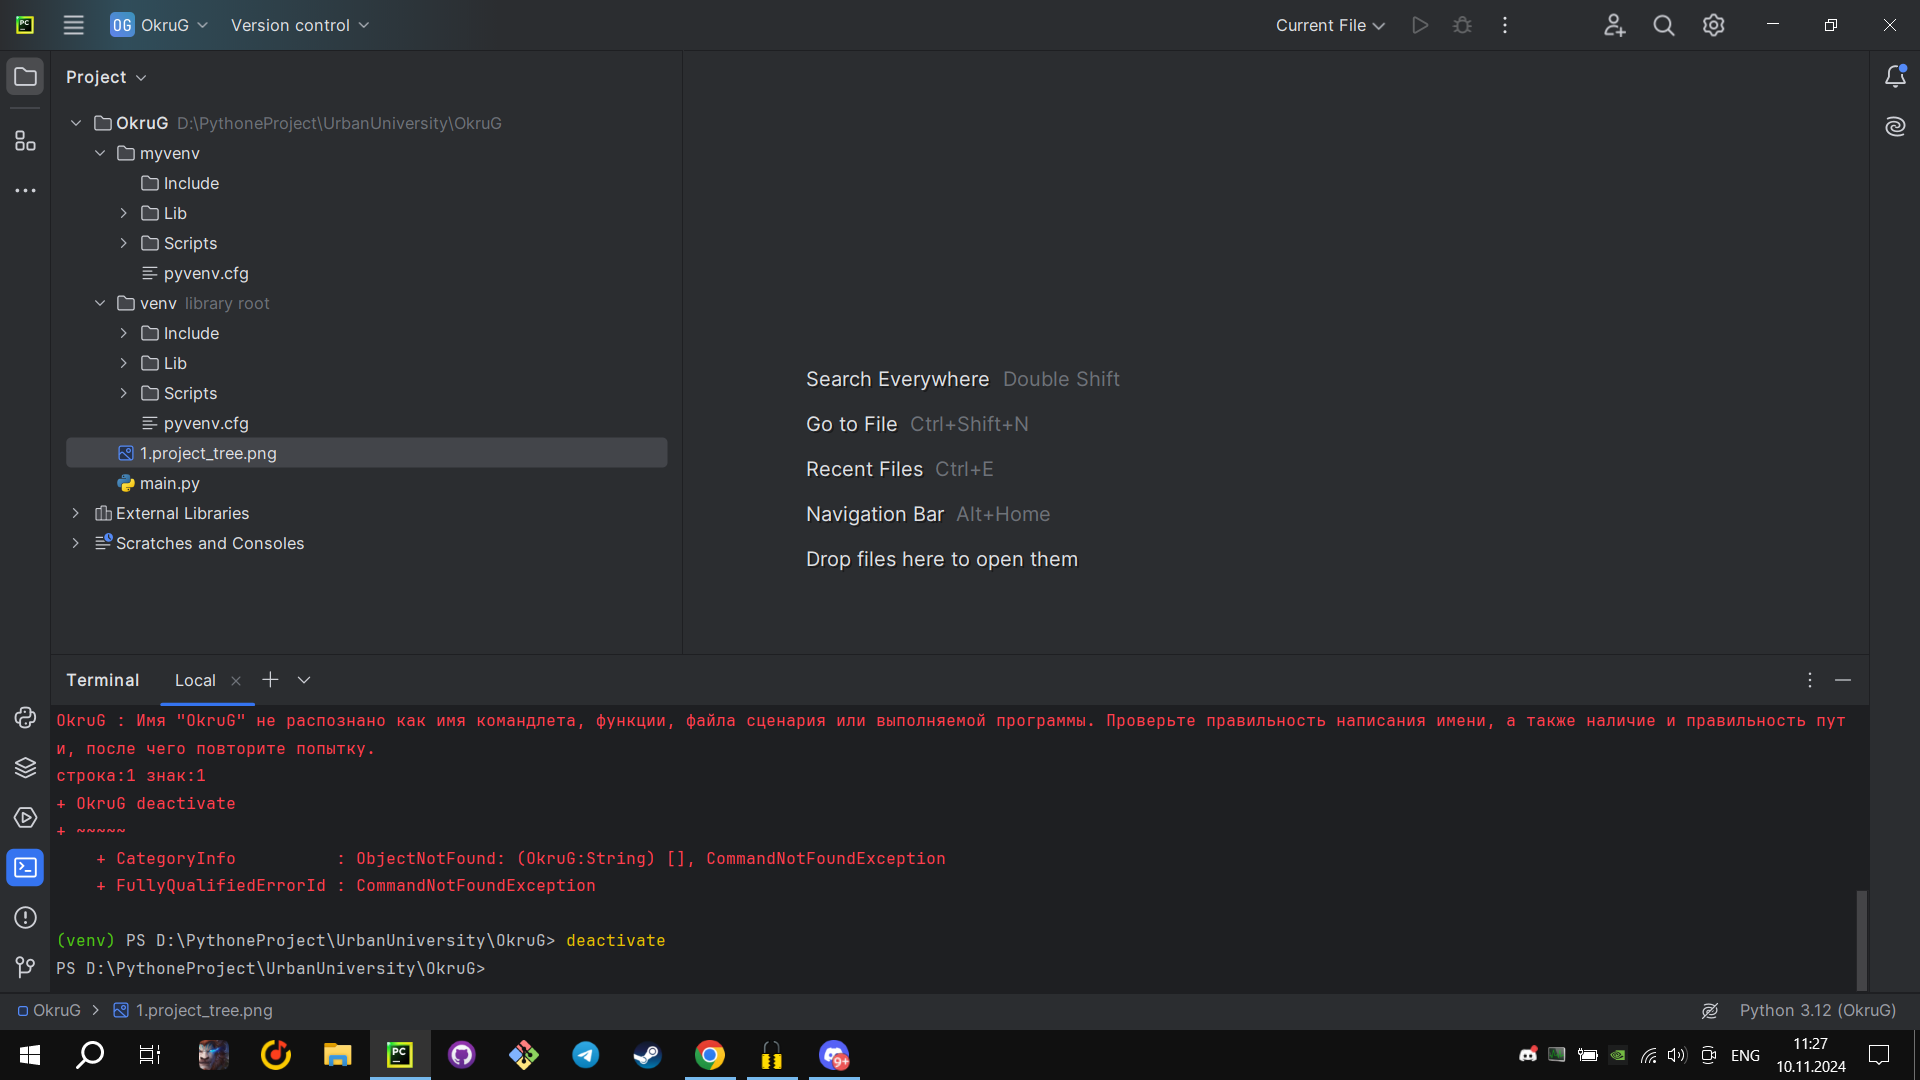 PC
OG OkruG Version control Current File
Project
OkruG D:\PythoneProject\UrbanUniversity\OkruG
myvenv
Include
Lib
Scripts
pyvenv.cfg
venv library root
Include
Lib
Scripts
pyvenv.cfg
1.project_tree.png
main.py
External Libraries
Scratches and Consoles
Search Everywhere Double Shift
Go to File Ctrl+Shift+N
Recent Files Ctrl+E
Navigation Bar Alt+Home
Drop files here to open them
Terminal Local
OkruG : Имя "OkruG" не распознано как имя командлета, функции, файла сценария или выполняемой программы. Проверьте правильность написания имени, а также наличие и правильность пут
и, после чего повторите попытку.
строка:1 знак:1
+ OkruG deactivate
+ ~~~~~
+ CategoryInfo : ObjectNotFound: (OkruG:String) [], CommandNotFoundException
+ FullyQualifiedErrorId : CommandNotFoundException
(venv) PS D:\PythoneProject\UrbanUniversity\OkruG> deactivate
PS D:\PythoneProject\UrbanUniversity\OkruG>
OkruG 1.project_tree.png Python 3.12 (OkruG)
PC 9+ ENG 11:27
10.11.2024